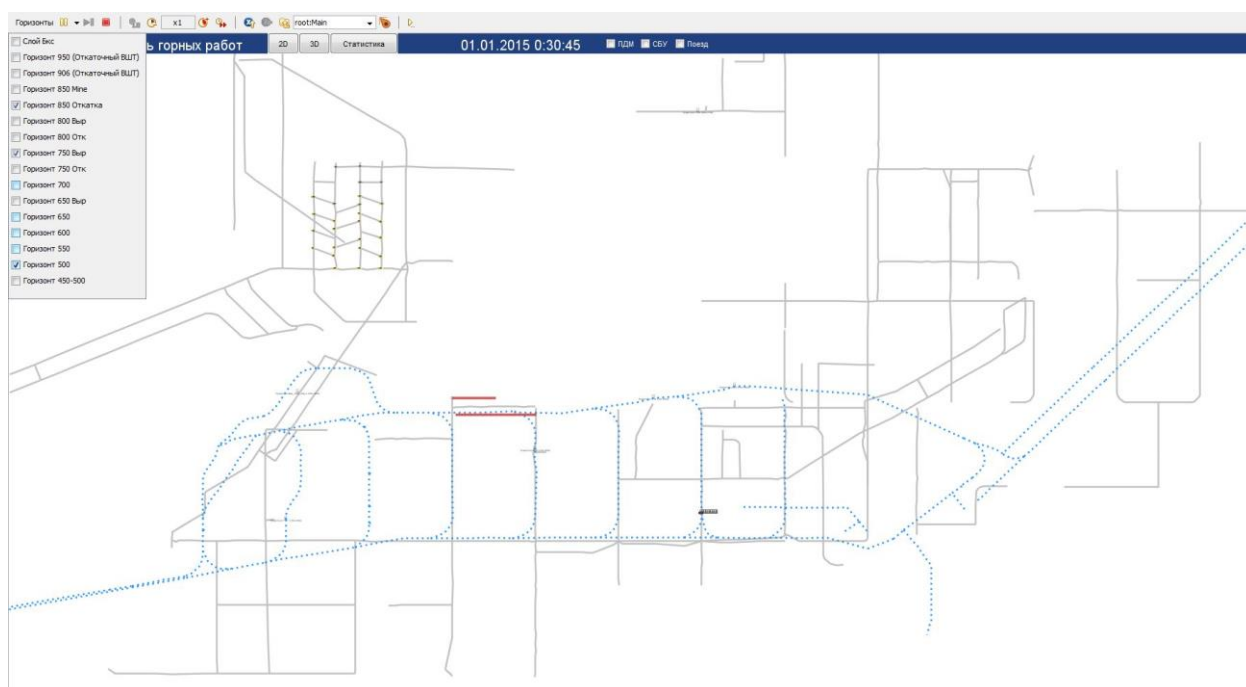 Горизонты x1 root:Main
ь горных работ 2D 3D Статистика 01.01.2015 0:30:45 ПДМ СБУ Поезд
Слой Бкс
Горизонт 950 (Откаточный ВШТ)
Горизонт 906 (Откаточный ВШТ)
Горизонт 850 Mine
Горизонт 850 Откатка
Горизонт 800 Выр
Горизонт 800 Отк
Горизонт 750 Выр
Горизонт 750 Отк
Горизонт 700
Горизонт 650 Выр
Горизонт 650
Горизонт 600
Горизонт 550
Горизонт 500
Горизонт 450-500